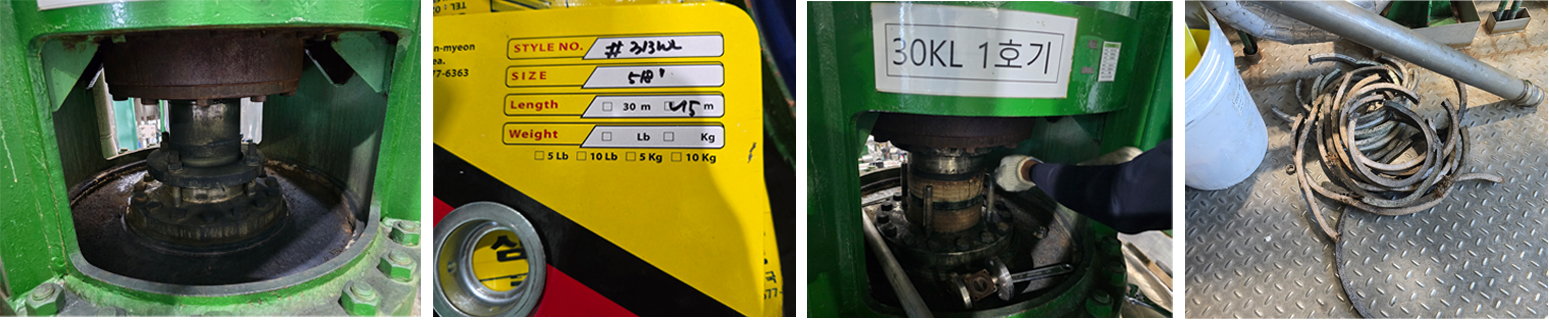 n-myeon
ea.
7-6363
STYLE NO. # 313WL
SIZE 5/8"
Length 30 m 15 m
Weight Lb Kg
5 Lb 10 Lb 5 Kg 10 Kg
30KL 1호기